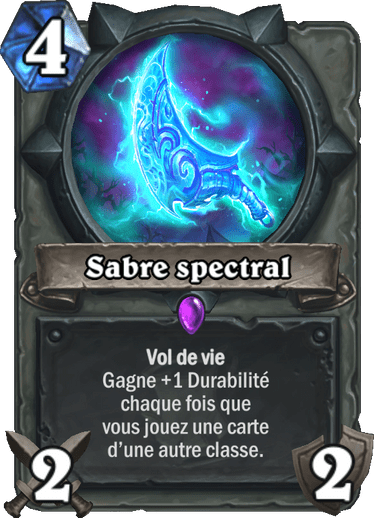 4
Sabre spectral
Vol de vie
Gagne +1 Durabilité
chaque fois que
vous jouez une carte
d’une autre classe.
2
2